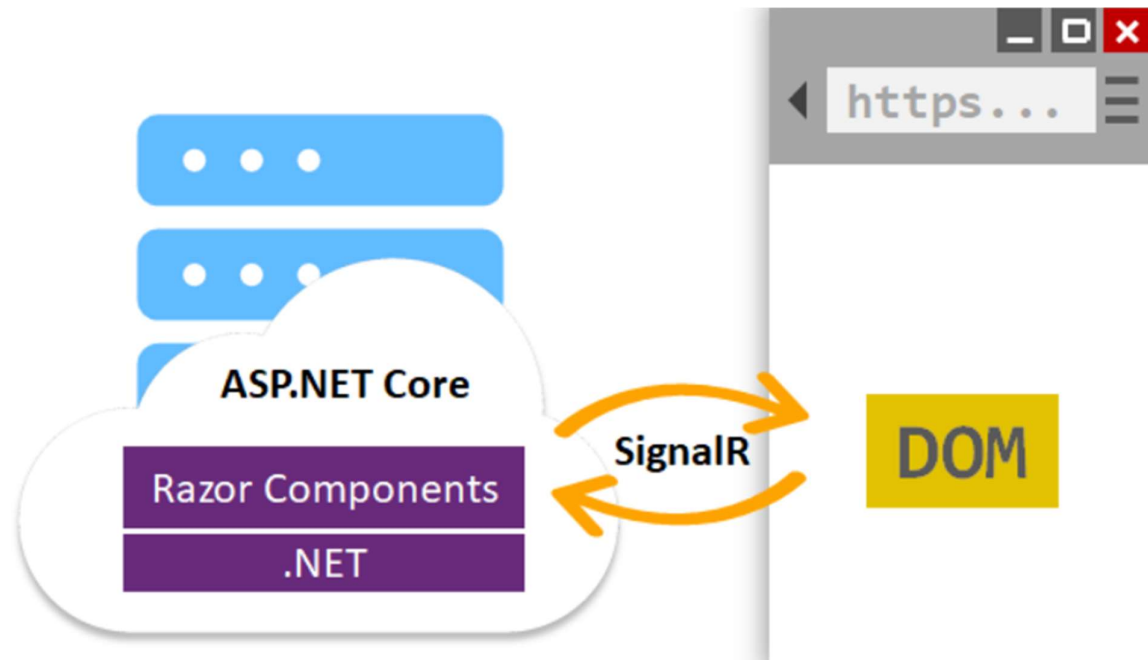 https...
ASP.NET Core
SignalR
DOM
Razor Components
.NET